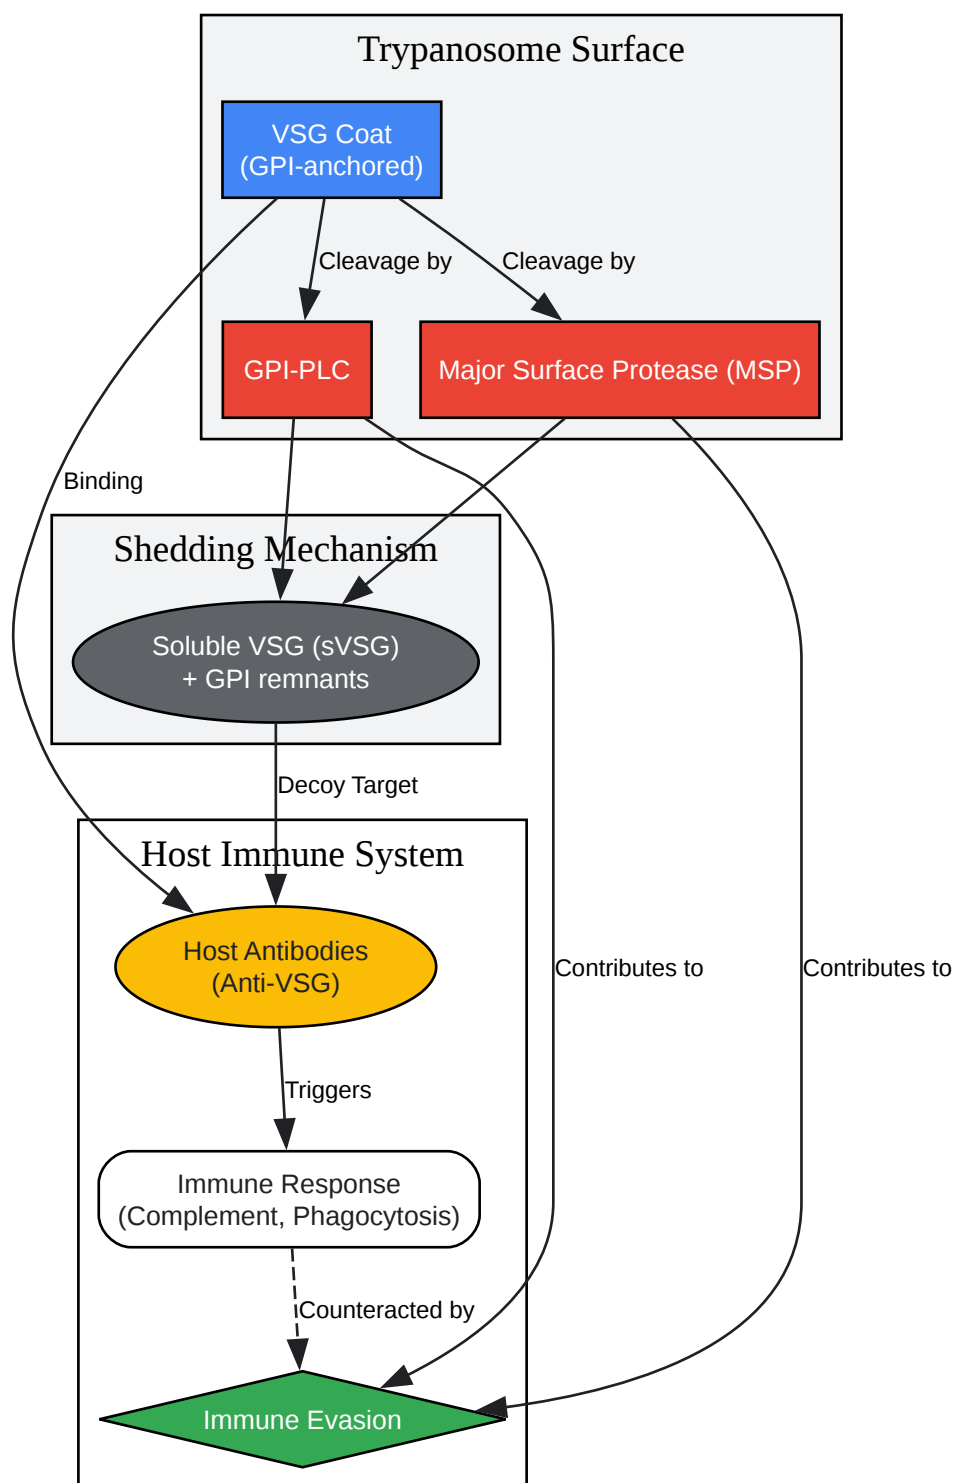 Trypanosome Surface
VSG Coat
(GPI-anchored)
Cleavage by
Cleavage by
GPI-PLC
Major Surface Protease (MSP)
Binding
Shedding Mechanism
Soluble VSG (sVSG)
+ GPI remnants
Decoy Target
Host Immune System
Host Antibodies
(Anti-VSG)
Contributes to
Contributes to
Triggers
Immune Response
(Complement, Phagocytosis)
Counteracted by
Immune Evasion